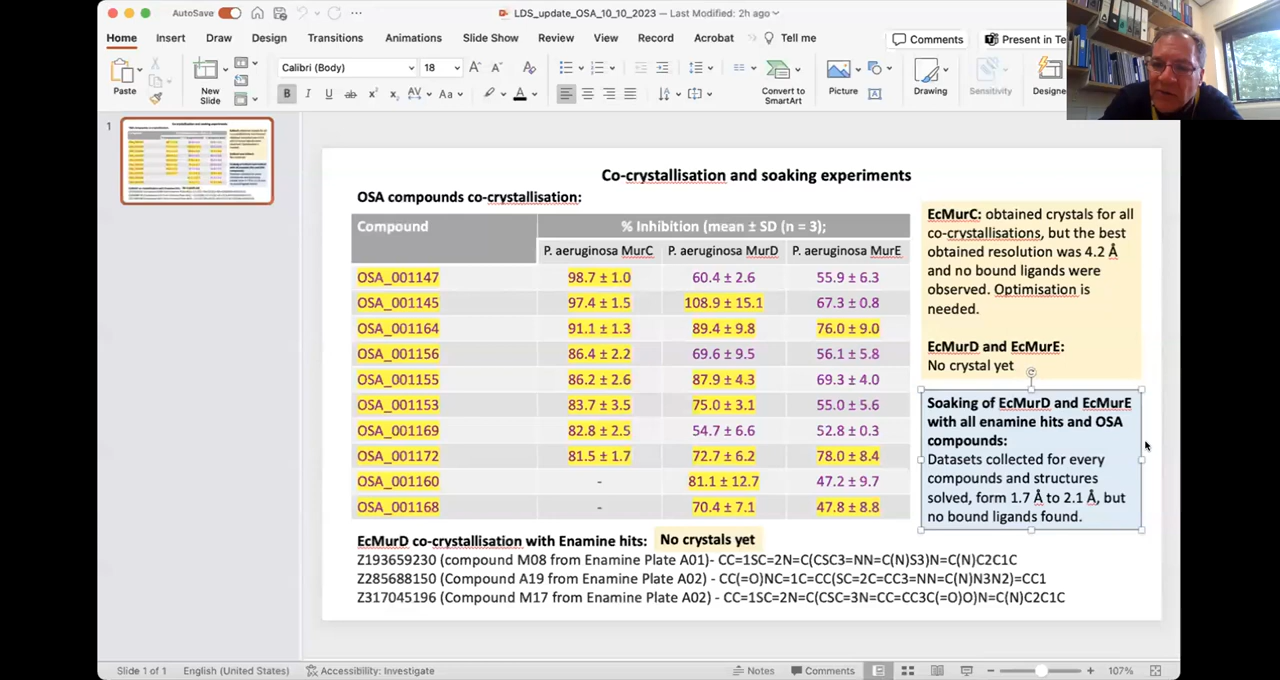 AutoSave
LDS_update_OSA_10_10_2023 — Last Modified: 2h ago
Home Insert Draw Design Transitions Animations Slide Show Review View Record Acrobat Tell me
Comments Present in Te
Calibri (Body) 18
Paste
New Slide
Convert to SmartArt
Picture
Drawing
Sensitivity
Designe
1
Co-crystallisation and soaking experiments
OSA compounds co-crystallisation:
Compound % Inhibition (mean ± SD (n = 3);
P. aeruginosa MurC P. aeruginosa MurD P. aeruginosa MurE
OSA_001147 98.7 ± 1.0 60.4 ± 2.6 55.9 ± 6.3
OSA_001145 97.4 ± 1.5 108.9 ± 15.1 67.3 ± 0.8
OSA_001164 91.1 ± 1.3 89.4 ± 9.8 76.0 ± 9.0
OSA_001156 86.4 ± 2.2 69.6 ± 9.5 56.1 ± 5.8
OSA_001155 86.2 ± 2.6 87.9 ± 4.3 69.3 ± 4.0
OSA_001153 83.7 ± 3.5 75.0 ± 3.1 55.0 ± 5.6
OSA_001169 82.8 ± 2.5 54.7 ± 6.6 52.8 ± 0.3
OSA_001172 81.5 ± 1.7 72.7 ± 6.2 78.0 ± 8.4
OSA_001160 - 81.1 ± 12.7 47.2 ± 9.7
OSA_001168 - 70.4 ± 7.1 47.8 ± 8.8
EcMurC: obtained crystals for all
co-crystallisations, but the best
obtained resolution was 4.2 Å
and no bound ligands were
observed. Optimisation is
needed.
EcMurD and EcMurE:
No crystal yet
Soaking of EcMurD and EcMurE
with all enamine hits and OSA
compounds:
Datasets collected for every
compounds and structures
solved, form 1.7 Å to 2.1 Å, but
no bound ligands found.
EcMurD co-crystallisation with Enamine hits: No crystals yet
Z193659230 (compound M08 from Enamine Plate A01)- CC=1SC=2N=C(CSC3=NN=C(N)S3)N=C(N)C2C1C
Z285688150 (Compound A19 from Enamine Plate A02) - CC(=O)NC=1C=CC(SC=2C=CC3=NN=C(N)N3N2)=CC1
Z317045196 (Compound M17 from Enamine Plate A02) - CC=1SC=2N=C(CSC=3N=CC=CC3C(=O)O)N=C(N)C2C1C
Slide 1 of 1 English (United States) Accessibility: Investigate Notes Comments 107%